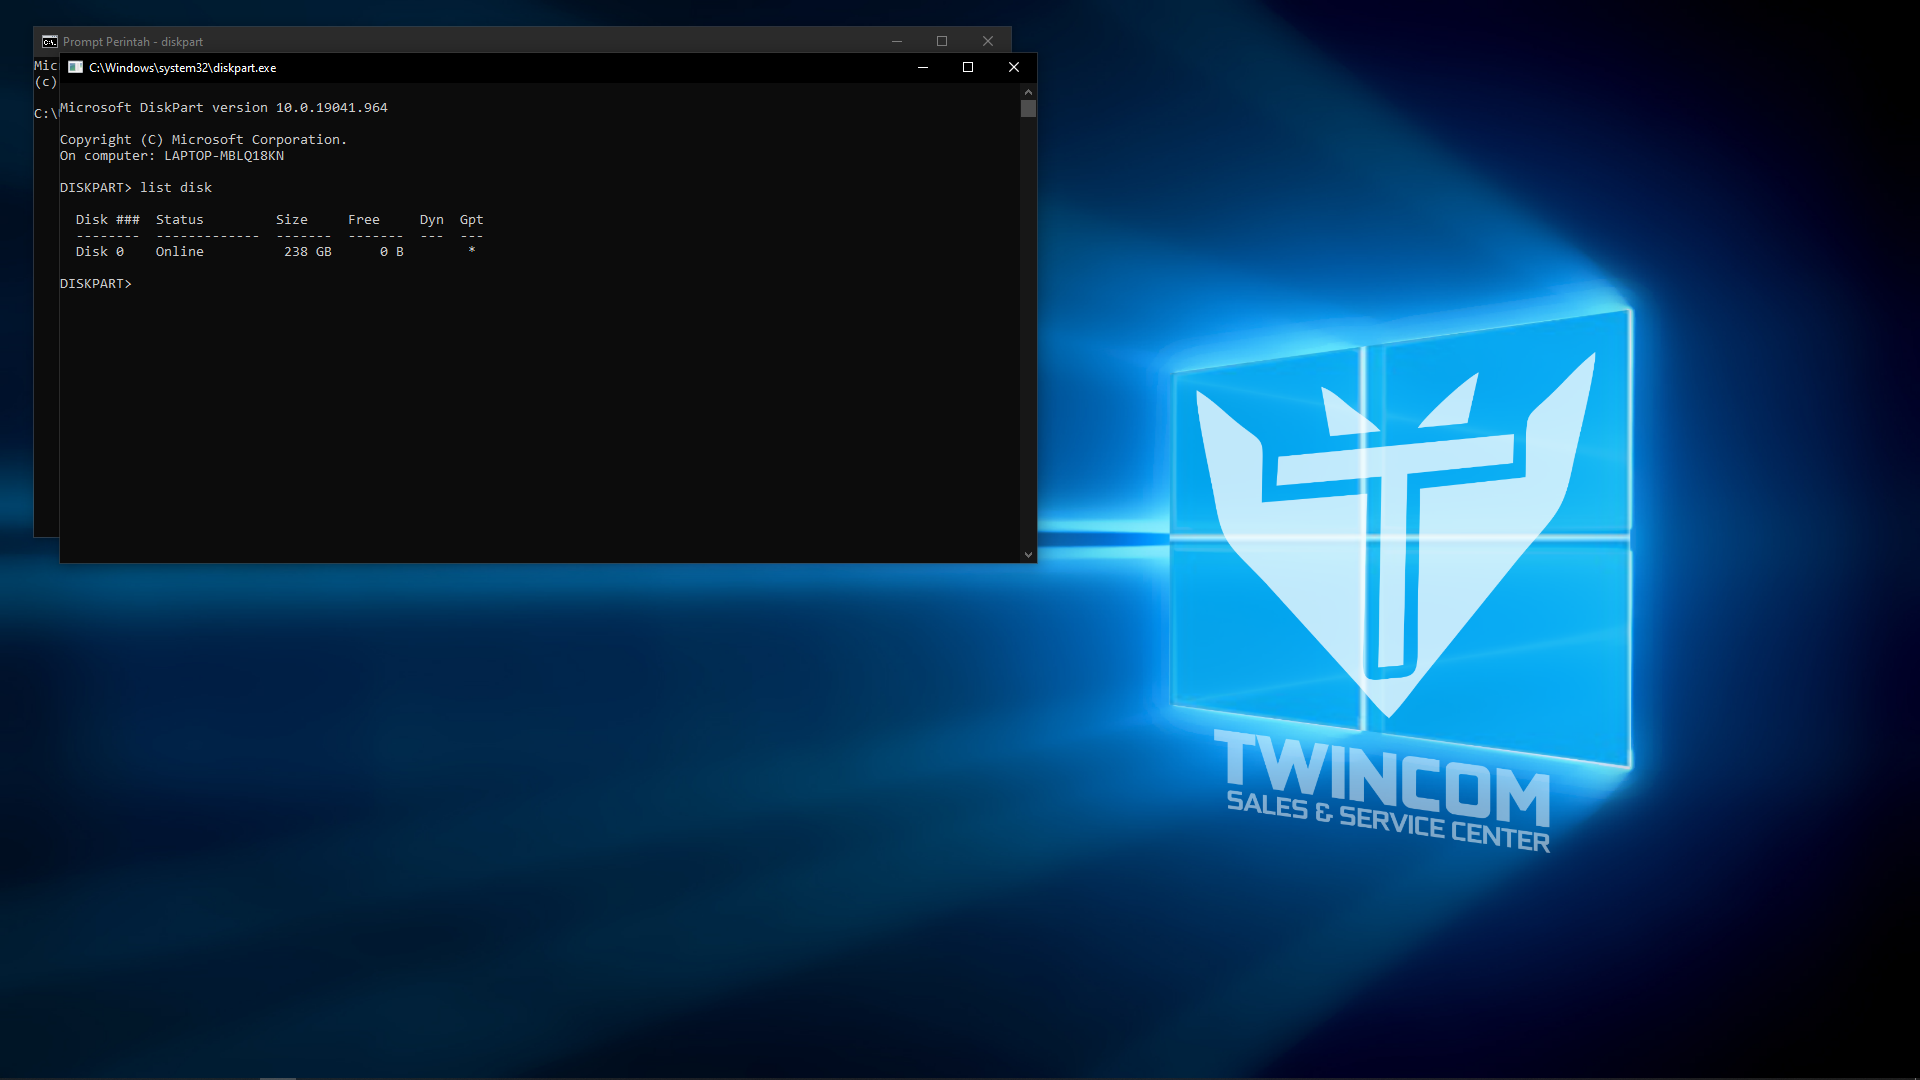 Prompt Perintah - diskpart
Mic
(c)
C:\
C:\Windows\system32\diskpart.exe
Microsoft DiskPart version 10.0.19041.964
Copyright (C) Microsoft Corporation.
On computer: LAPTOP-MBLQ18KN
DISKPART> list disk
Disk ###  Status         Size     Free     Dyn  Gpt
--------  -------------  -------  -------  ---  ---
Disk 0    Online          238 GB      0 B        *
DISKPART>
TWINCOM
SALES & SERVICE CENTER